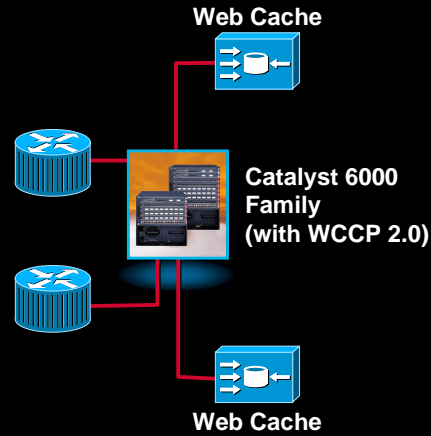 Web Cache
Catalyst 6000
Family
(with WCCP 2.0)
Web Cache